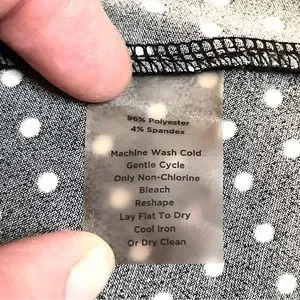 96% Polyester
4% Spandex
Machine Wash Cold
Gentle Cycle
Only Non-Chlorine
Bleach
Reshape
Lay Flat To Dry
Cool Iron
Or Dry Clean